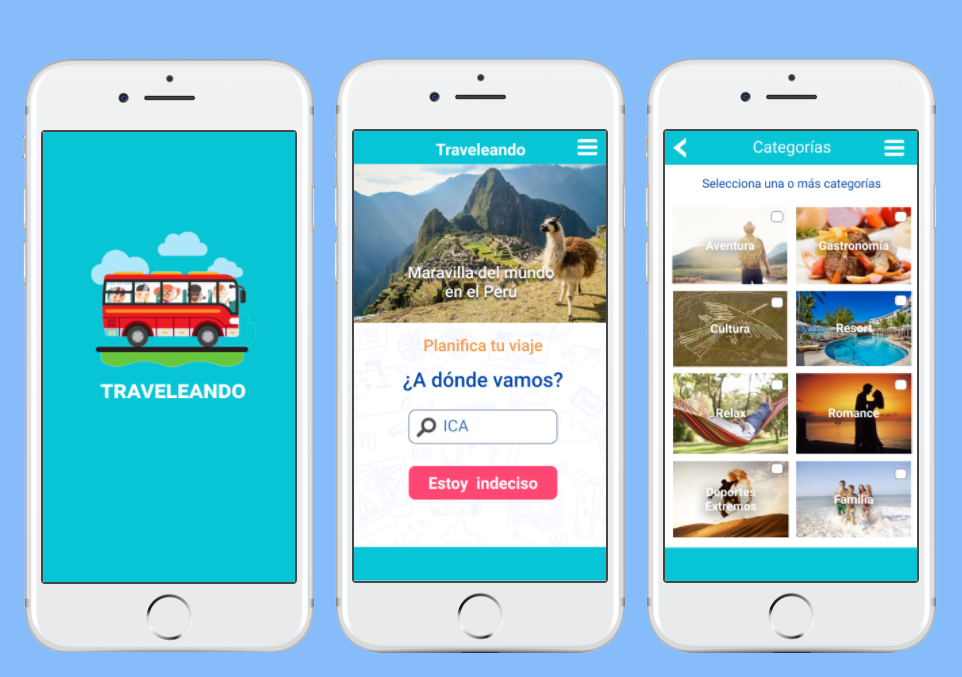 TRAVELEANDO
Traveleando
Maravilla del mundo
en el Perú
Planifica tu viaje
¿A dónde vamos?
ICA
Estoy indeciso
Categorías
Selecciona una o más categorías
Aventura
Gastronomía
Cultura
Resort
Relax
Romance
Deportes
Extremos
Familia